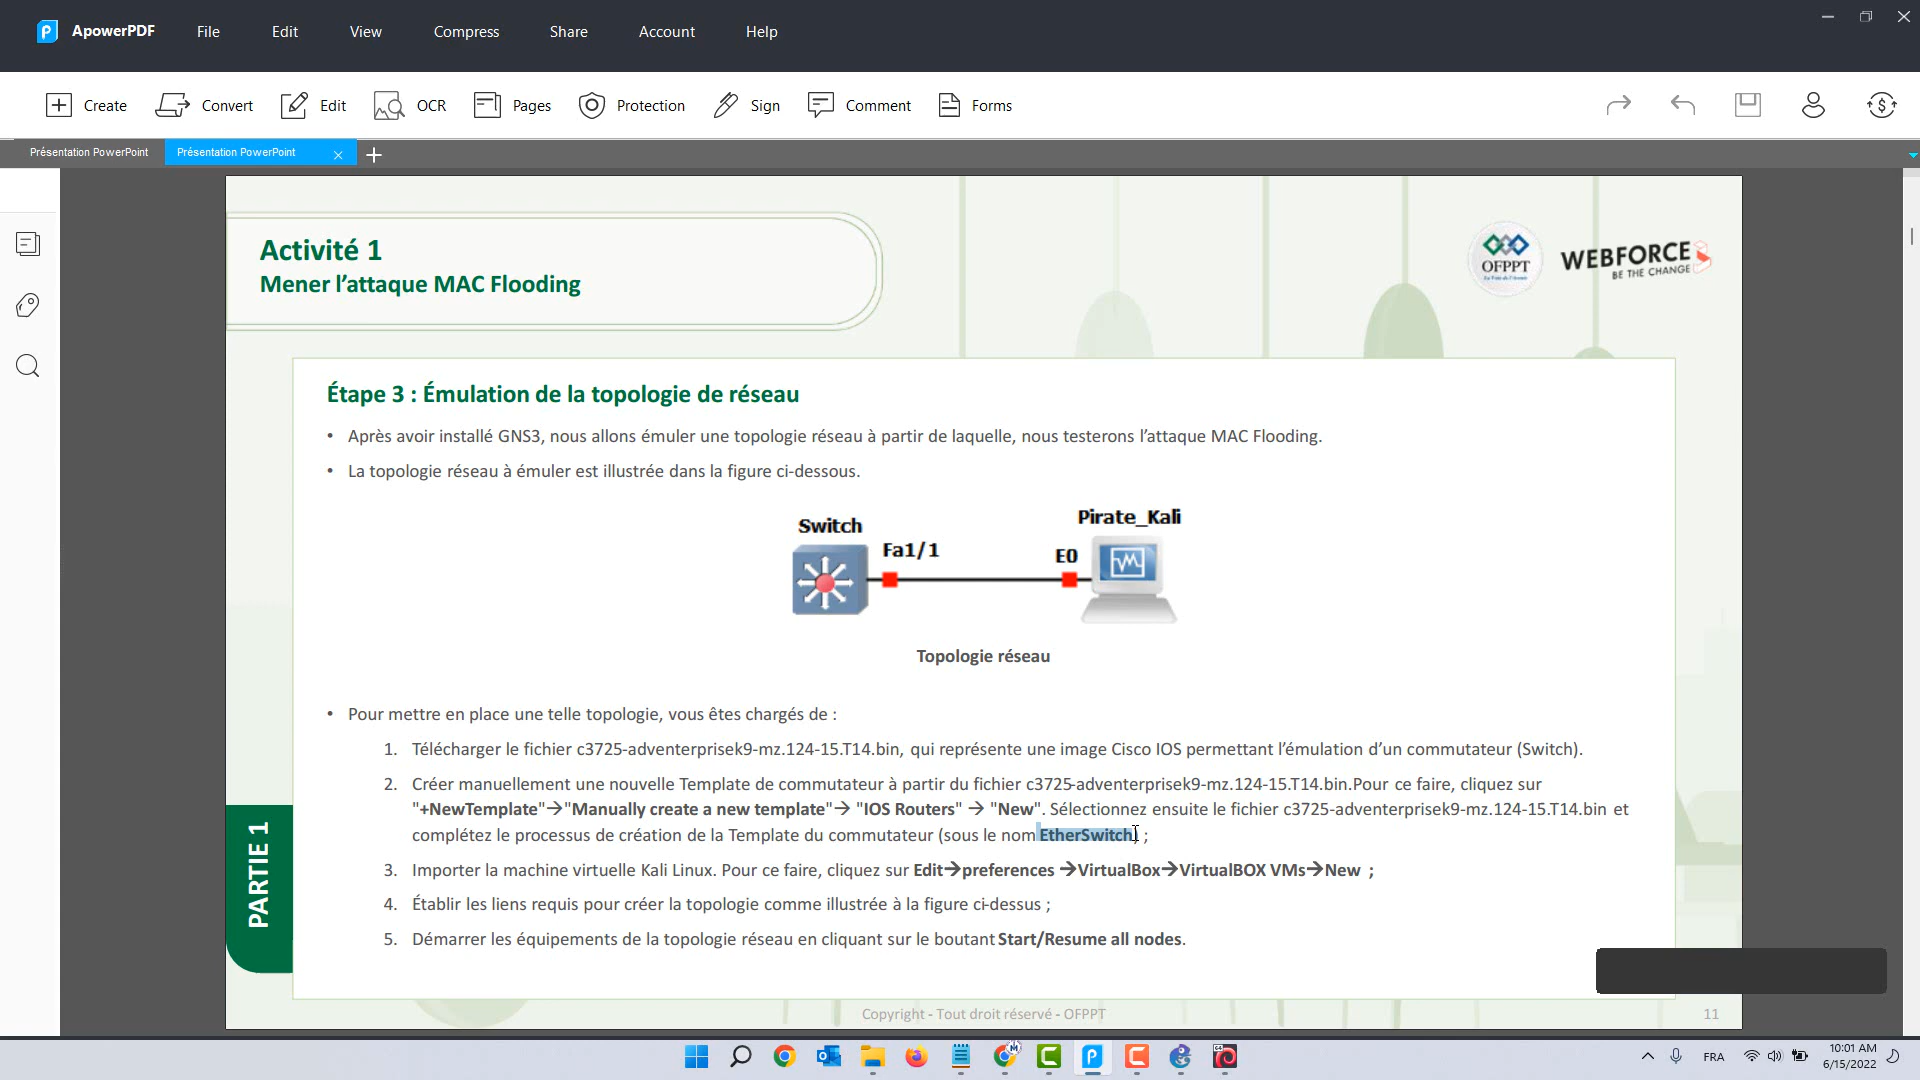 ApowerPDF File Edit View Compress Share Account Help
Create Convert Edit OCR Pages Protection Sign Comment Forms
Présentation PowerPoint Présentation PowerPoint
Activité 1
Mener l'attaque MAC Flooding
OFPPT
WEBFORCE
BE THE CHANGE
Étape 3 : Émulation de la topologie de réseau
• Après avoir installé GNS3, nous allons émuler une topologie réseau à partir de laquelle, nous testerons l'attaque MAC Flooding.
• La topologie réseau à émuler est illustrée dans la figure ci-dessous.
Switch
Pirate_Kali
Fa1/1
E0
Topologie réseau
• Pour mettre en place une telle topologie, vous êtes chargés de :
1. Télécharger le fichier c3725-adventerprisek9-mz.124-15.T14.bin, qui représente une image Cisco IOS permettant l'émulation d'un commutateur (Switch).
2. Créer manuellement une nouvelle Template de commutateur à partir du fichier c3725-adventerprisek9-mz.124-15.T14.bin.Pour ce faire, cliquez sur
"+NewTemplate"→"Manually create a new template"→ "IOS Routers" → "New". Sélectionnez ensuite le fichier c3725-adventerprisek9-mz.124-15.T14.bin et
complétez le processus de création de la Template du commutateur (sous le nom EtherSwitch) ;
3. Importer la machine virtuelle Kali Linux. Pour ce faire, cliquez sur Edit→preferences →VirtualBox→VirtualBOX VMs→New ;
4. Établir les liens requis pour créer la topologie comme illustrée à la figure ci-dessus ;
5. Démarrer les équipements de la topologie réseau en cliquant sur le boutant Start/Resume all nodes.
PARTIE 1
Copyright - Tout droit réservé - OFPPT
11
FRA
10:01 AM
6/15/2022